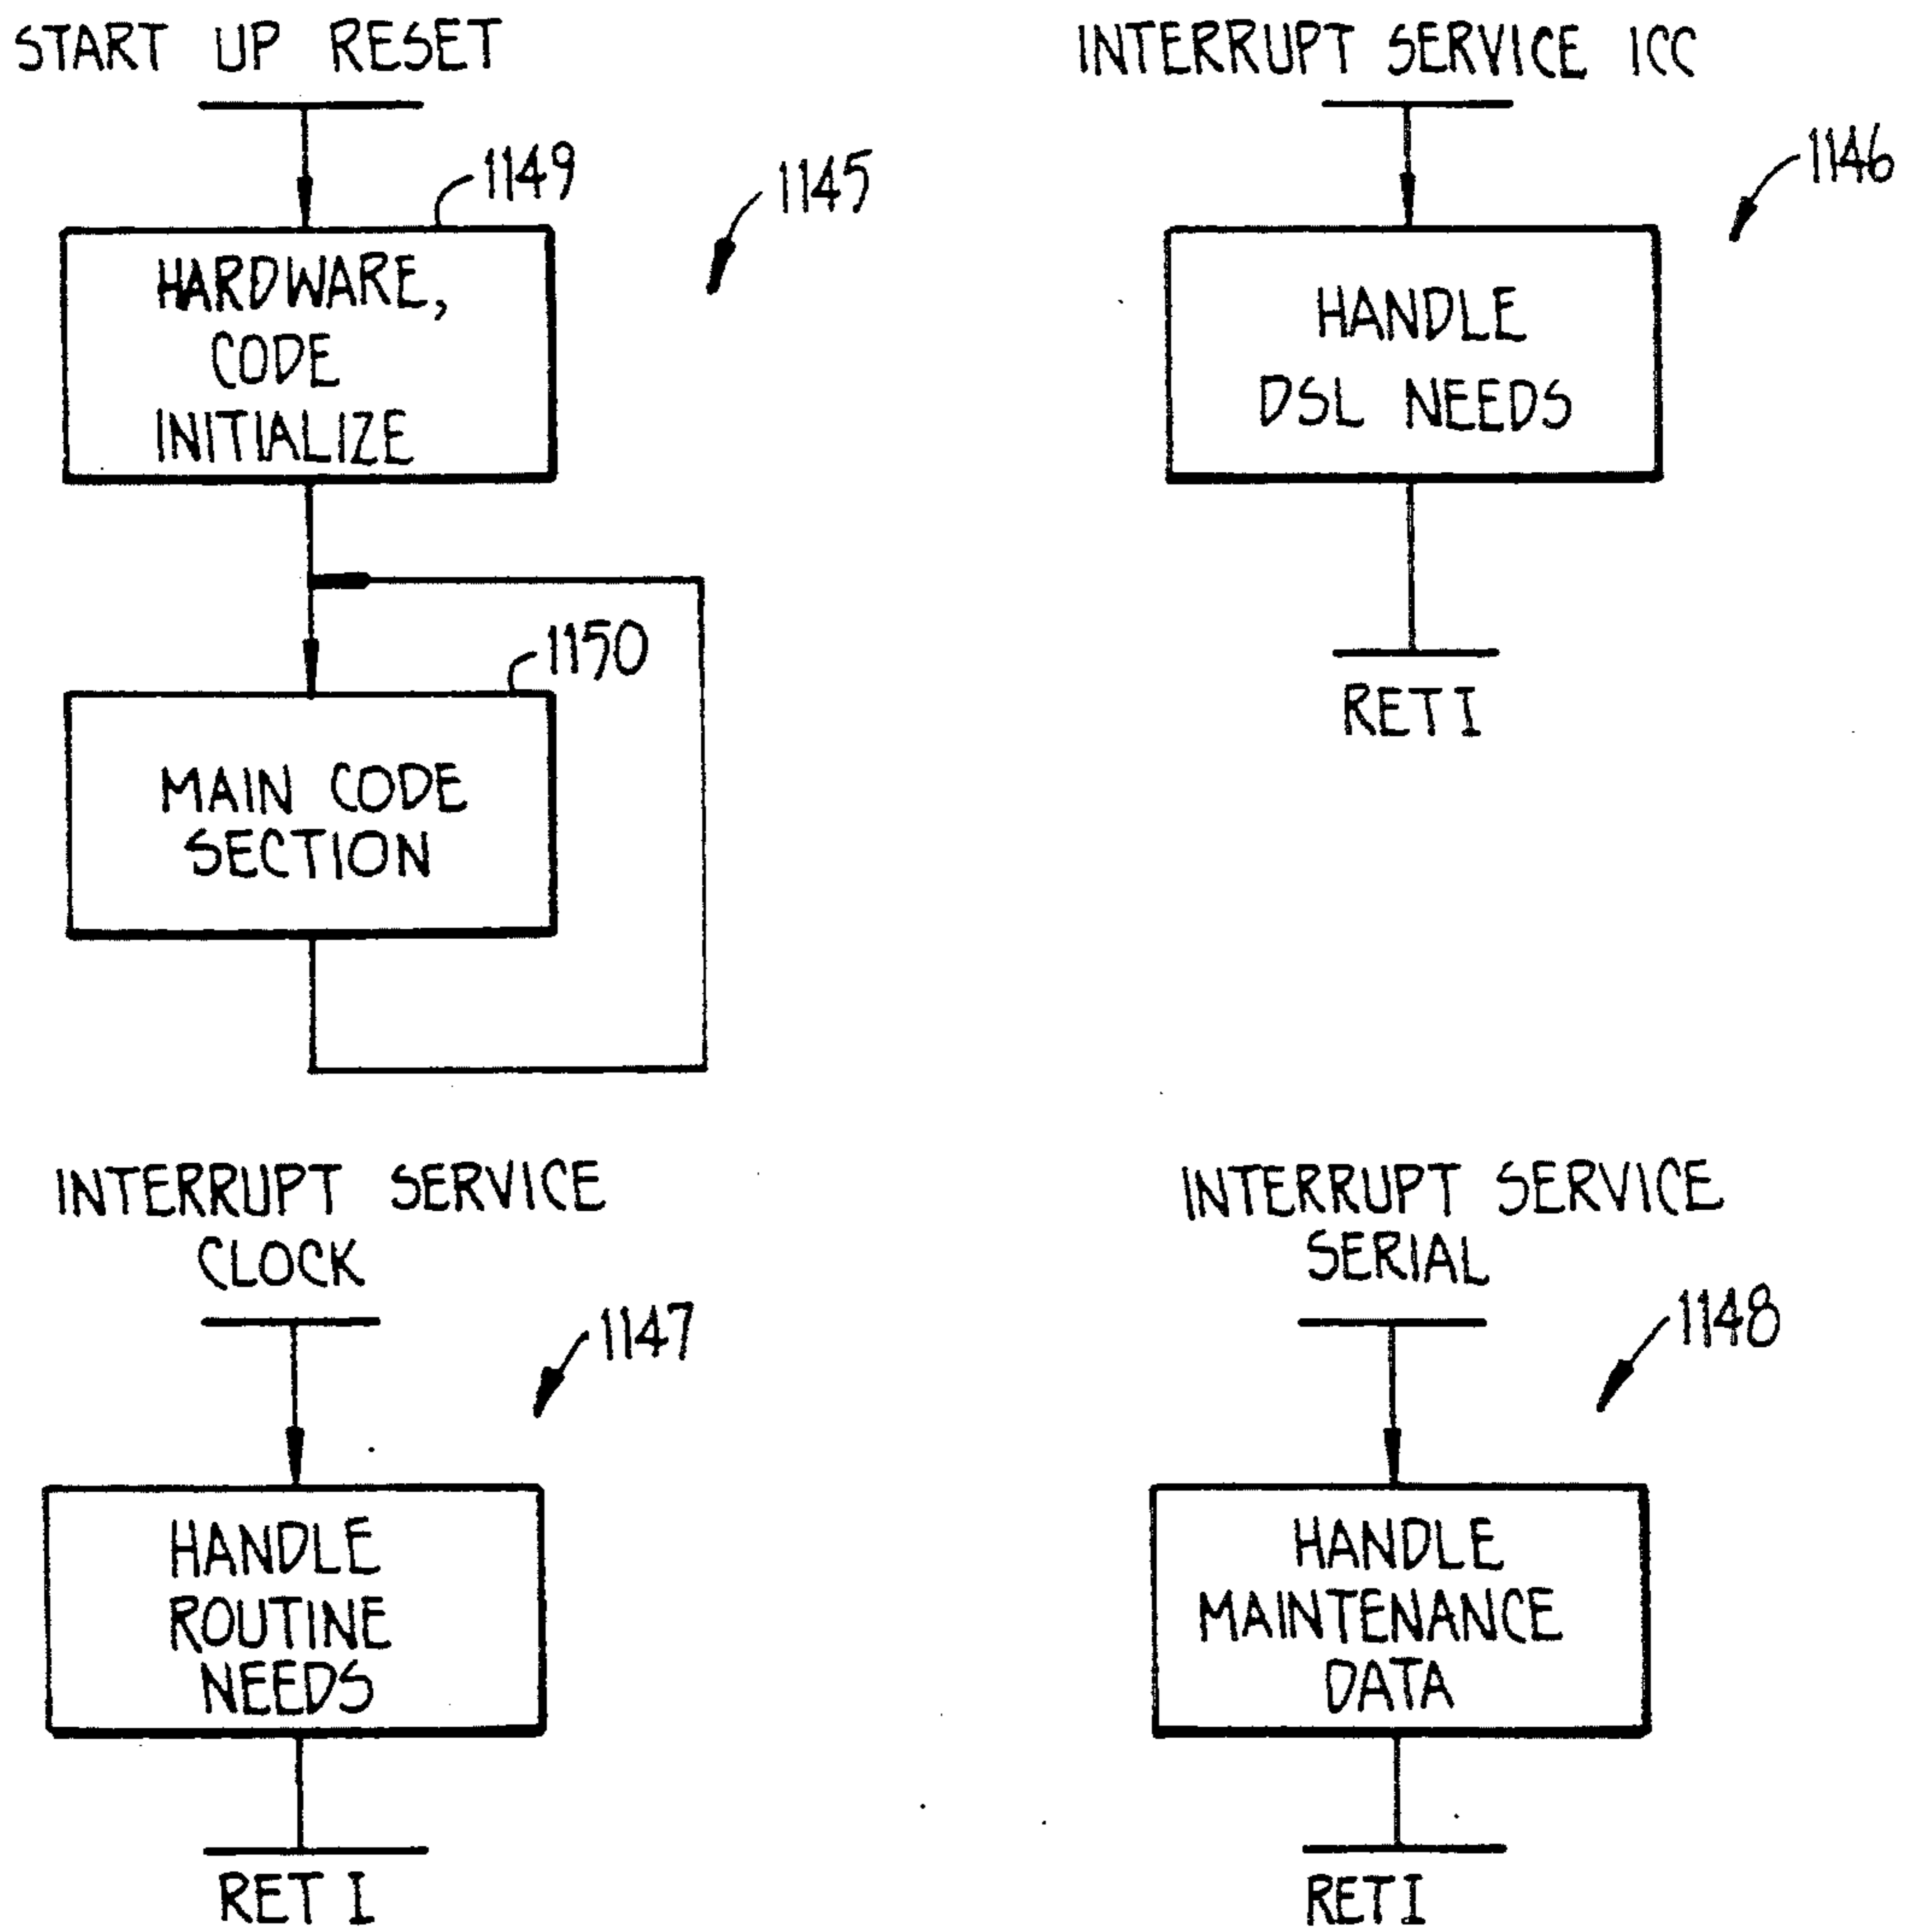 START UP RESET
1149
1145
HARDWARE,
CODE
INITIALIZE
1150
MAIN CODE
SECTION
INTERRUPT SERVICE ICC
1146
HANDLE
DSL NEEDS
RETI
INTERRUPT SERVICE
CLOCK
1147
HANDLE
ROUTINE
NEEDS
RET I
INTERRUPT SERVICE
SERIAL
1148
HANDLE
MAINTENANCE
DATA
RETI